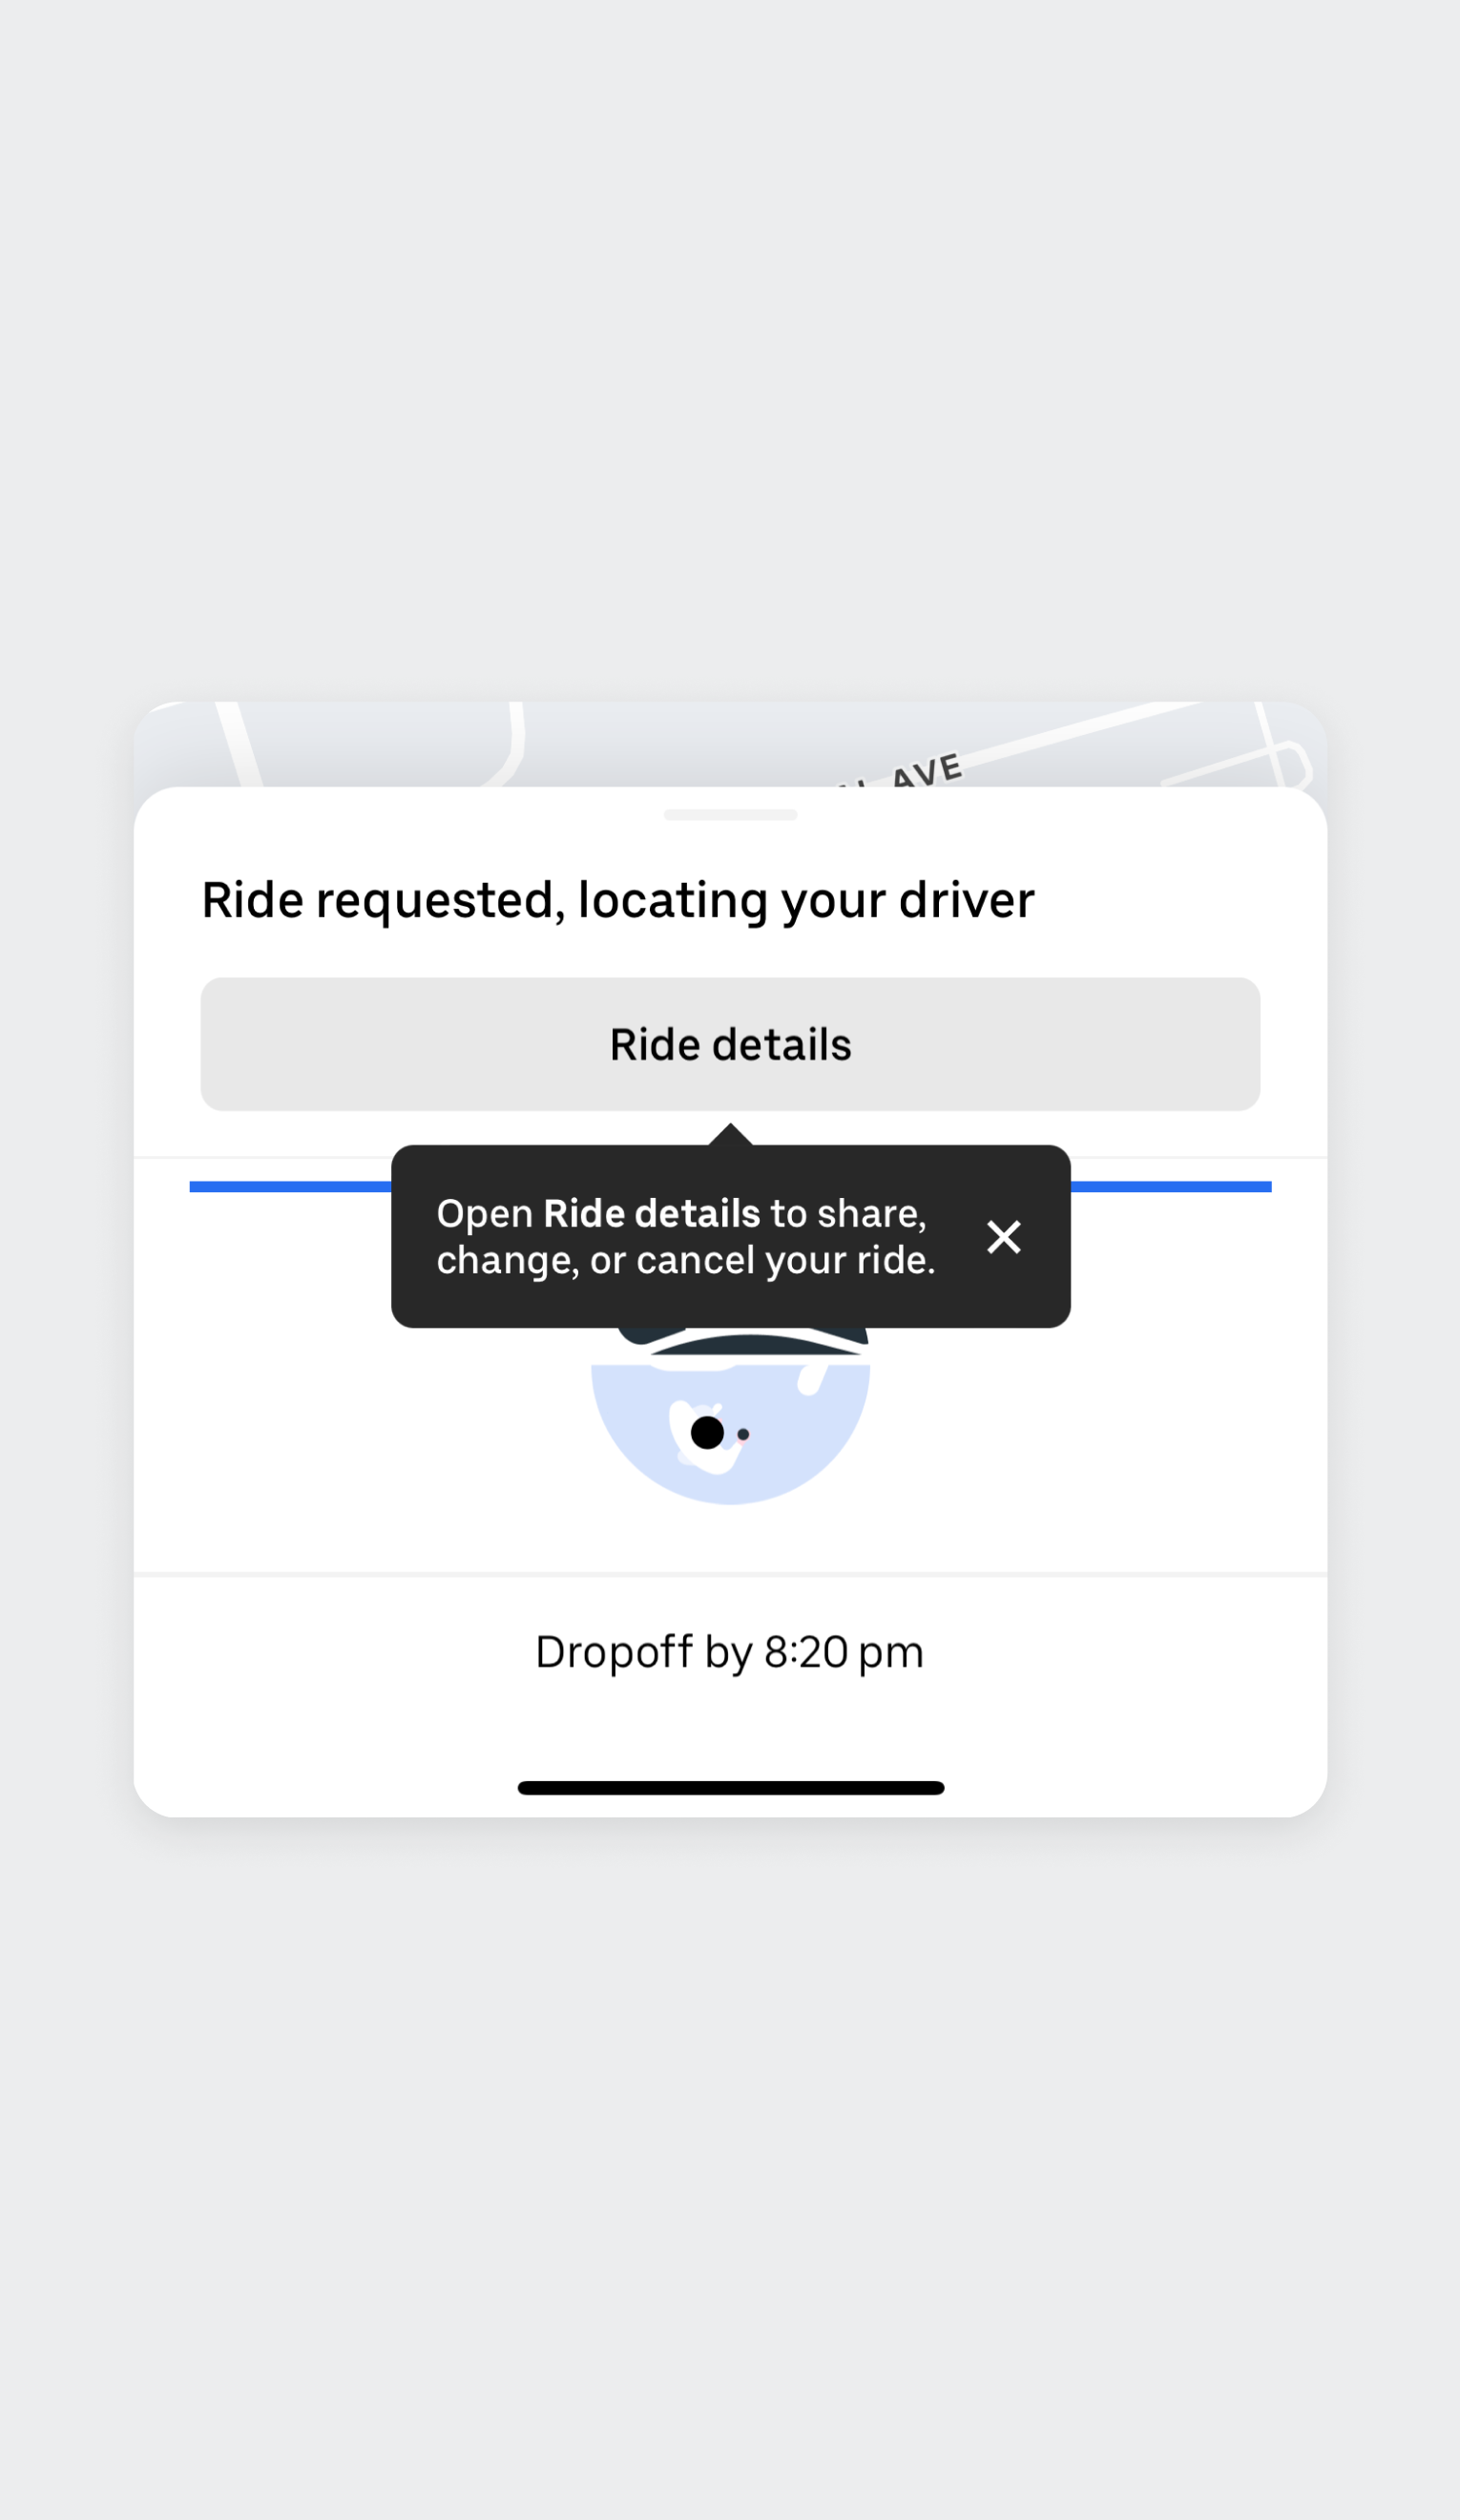 AVE
Ride requested, locating your driver
Ride details
Open Ride details to share,
change, or cancel your ride.
Dropoff by 8:20 pm